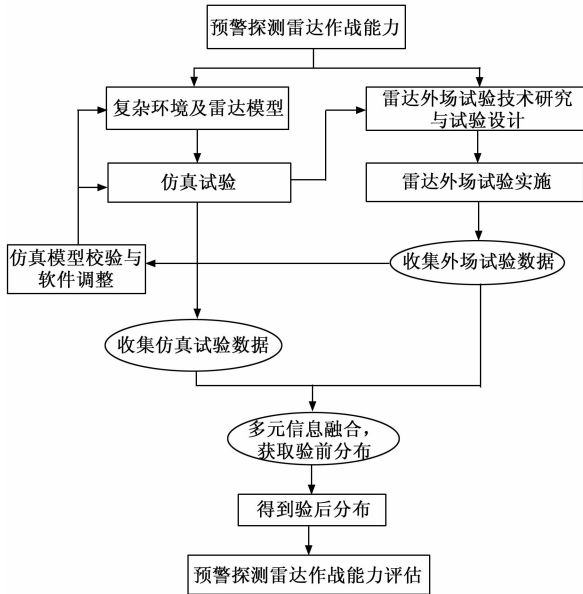 预警探测雷达作战能力
复杂环境及雷达模型
雷达外场试验技术研究
与试验设计
仿真试验
雷达外场试验实施
仿真模型校验与
软件调整
收集外场试验数据
收集仿真试验数据
多元信息融合，
获取验前分布
得到验后分布
预警探测雷达作战能力评估